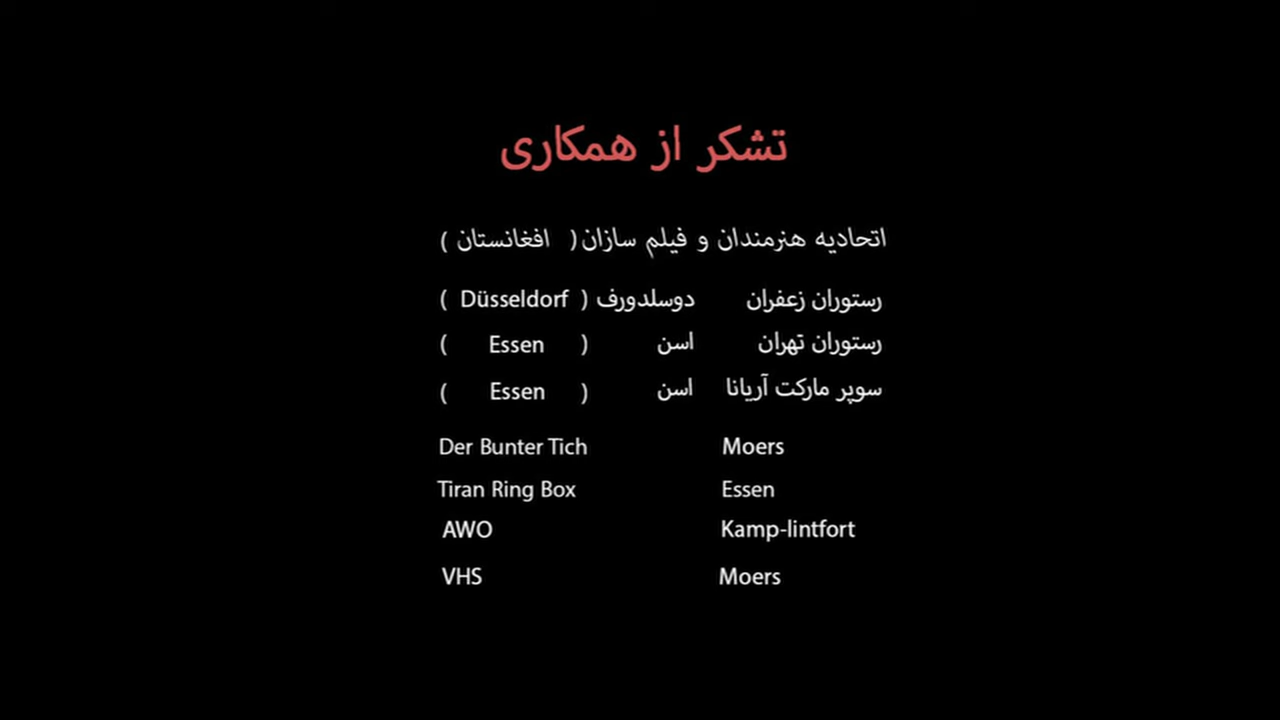 تشکر از همکاری
اتحادیه هنرمندان و فیلم سازان ( افغانستان )
رستوران زعفران دوسلدورف ( Düsseldorf )
رستوران تهران اسن ( Essen )
سوپر مارکت آریانا اسن ( Essen )
Der Bunter Tich Moers
Tiran Ring Box Essen
AWO Kamp-lintfort
VHS Moers